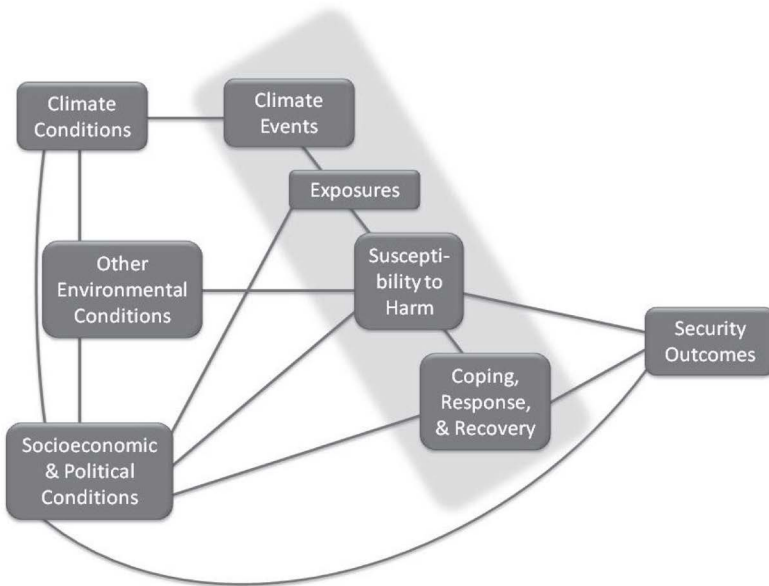 Climate
Conditions
Climate
Events
Exposures
Suscepti-
bility to
Harm
Other
Environmental
Conditions
Security
Outcomes
Coping,
Response,
& Recovery
Socioeconomic
& Political
Conditions